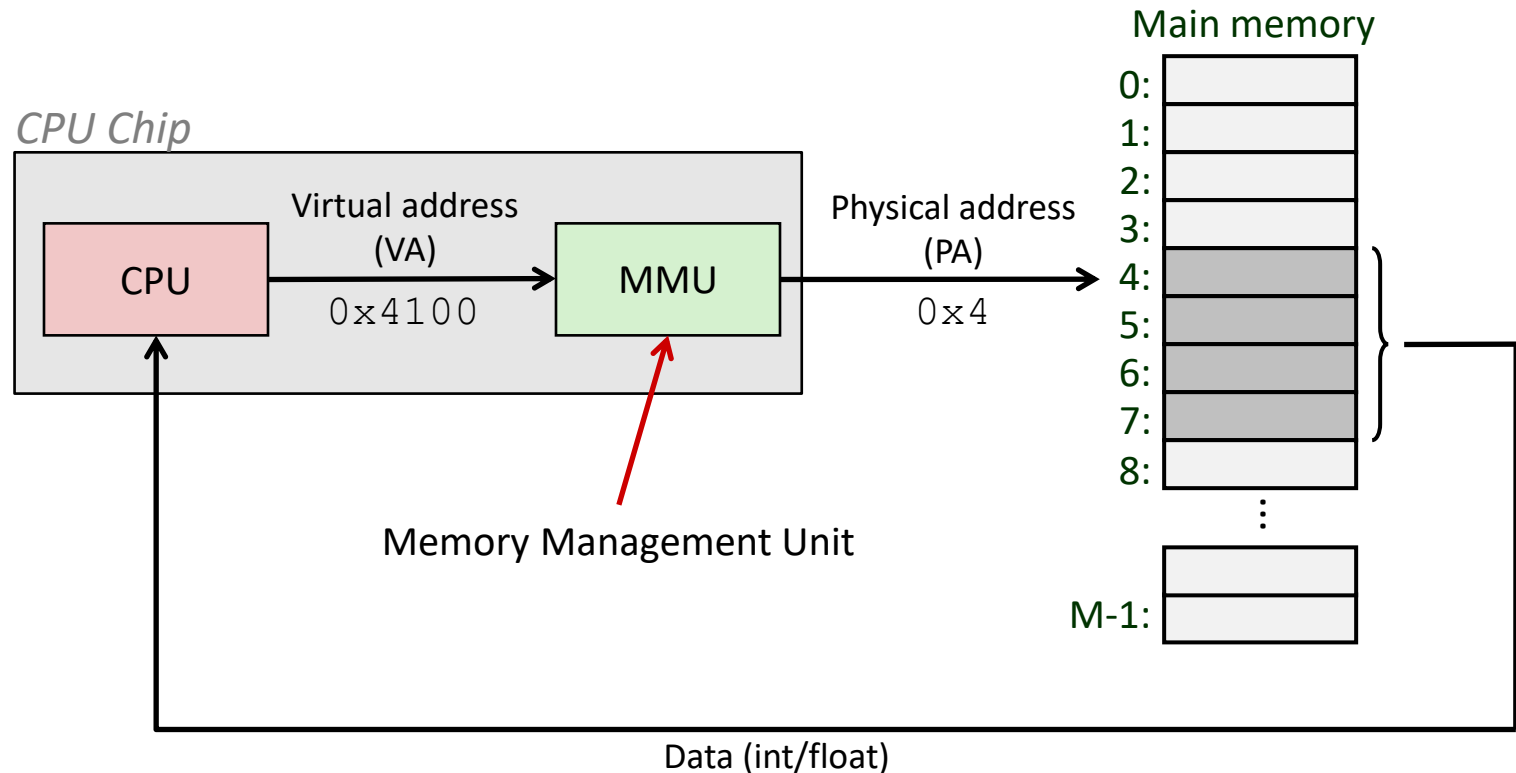 Main memory
CPU Chip
0:
1:
2:
3:
4:
5:
6:
7:
8:
⋮
M-1:
Virtual address
(VA)
CPU
0x4100
MMU
Physical address
(PA)
0x4
Memory Management Unit
Data (int/float)